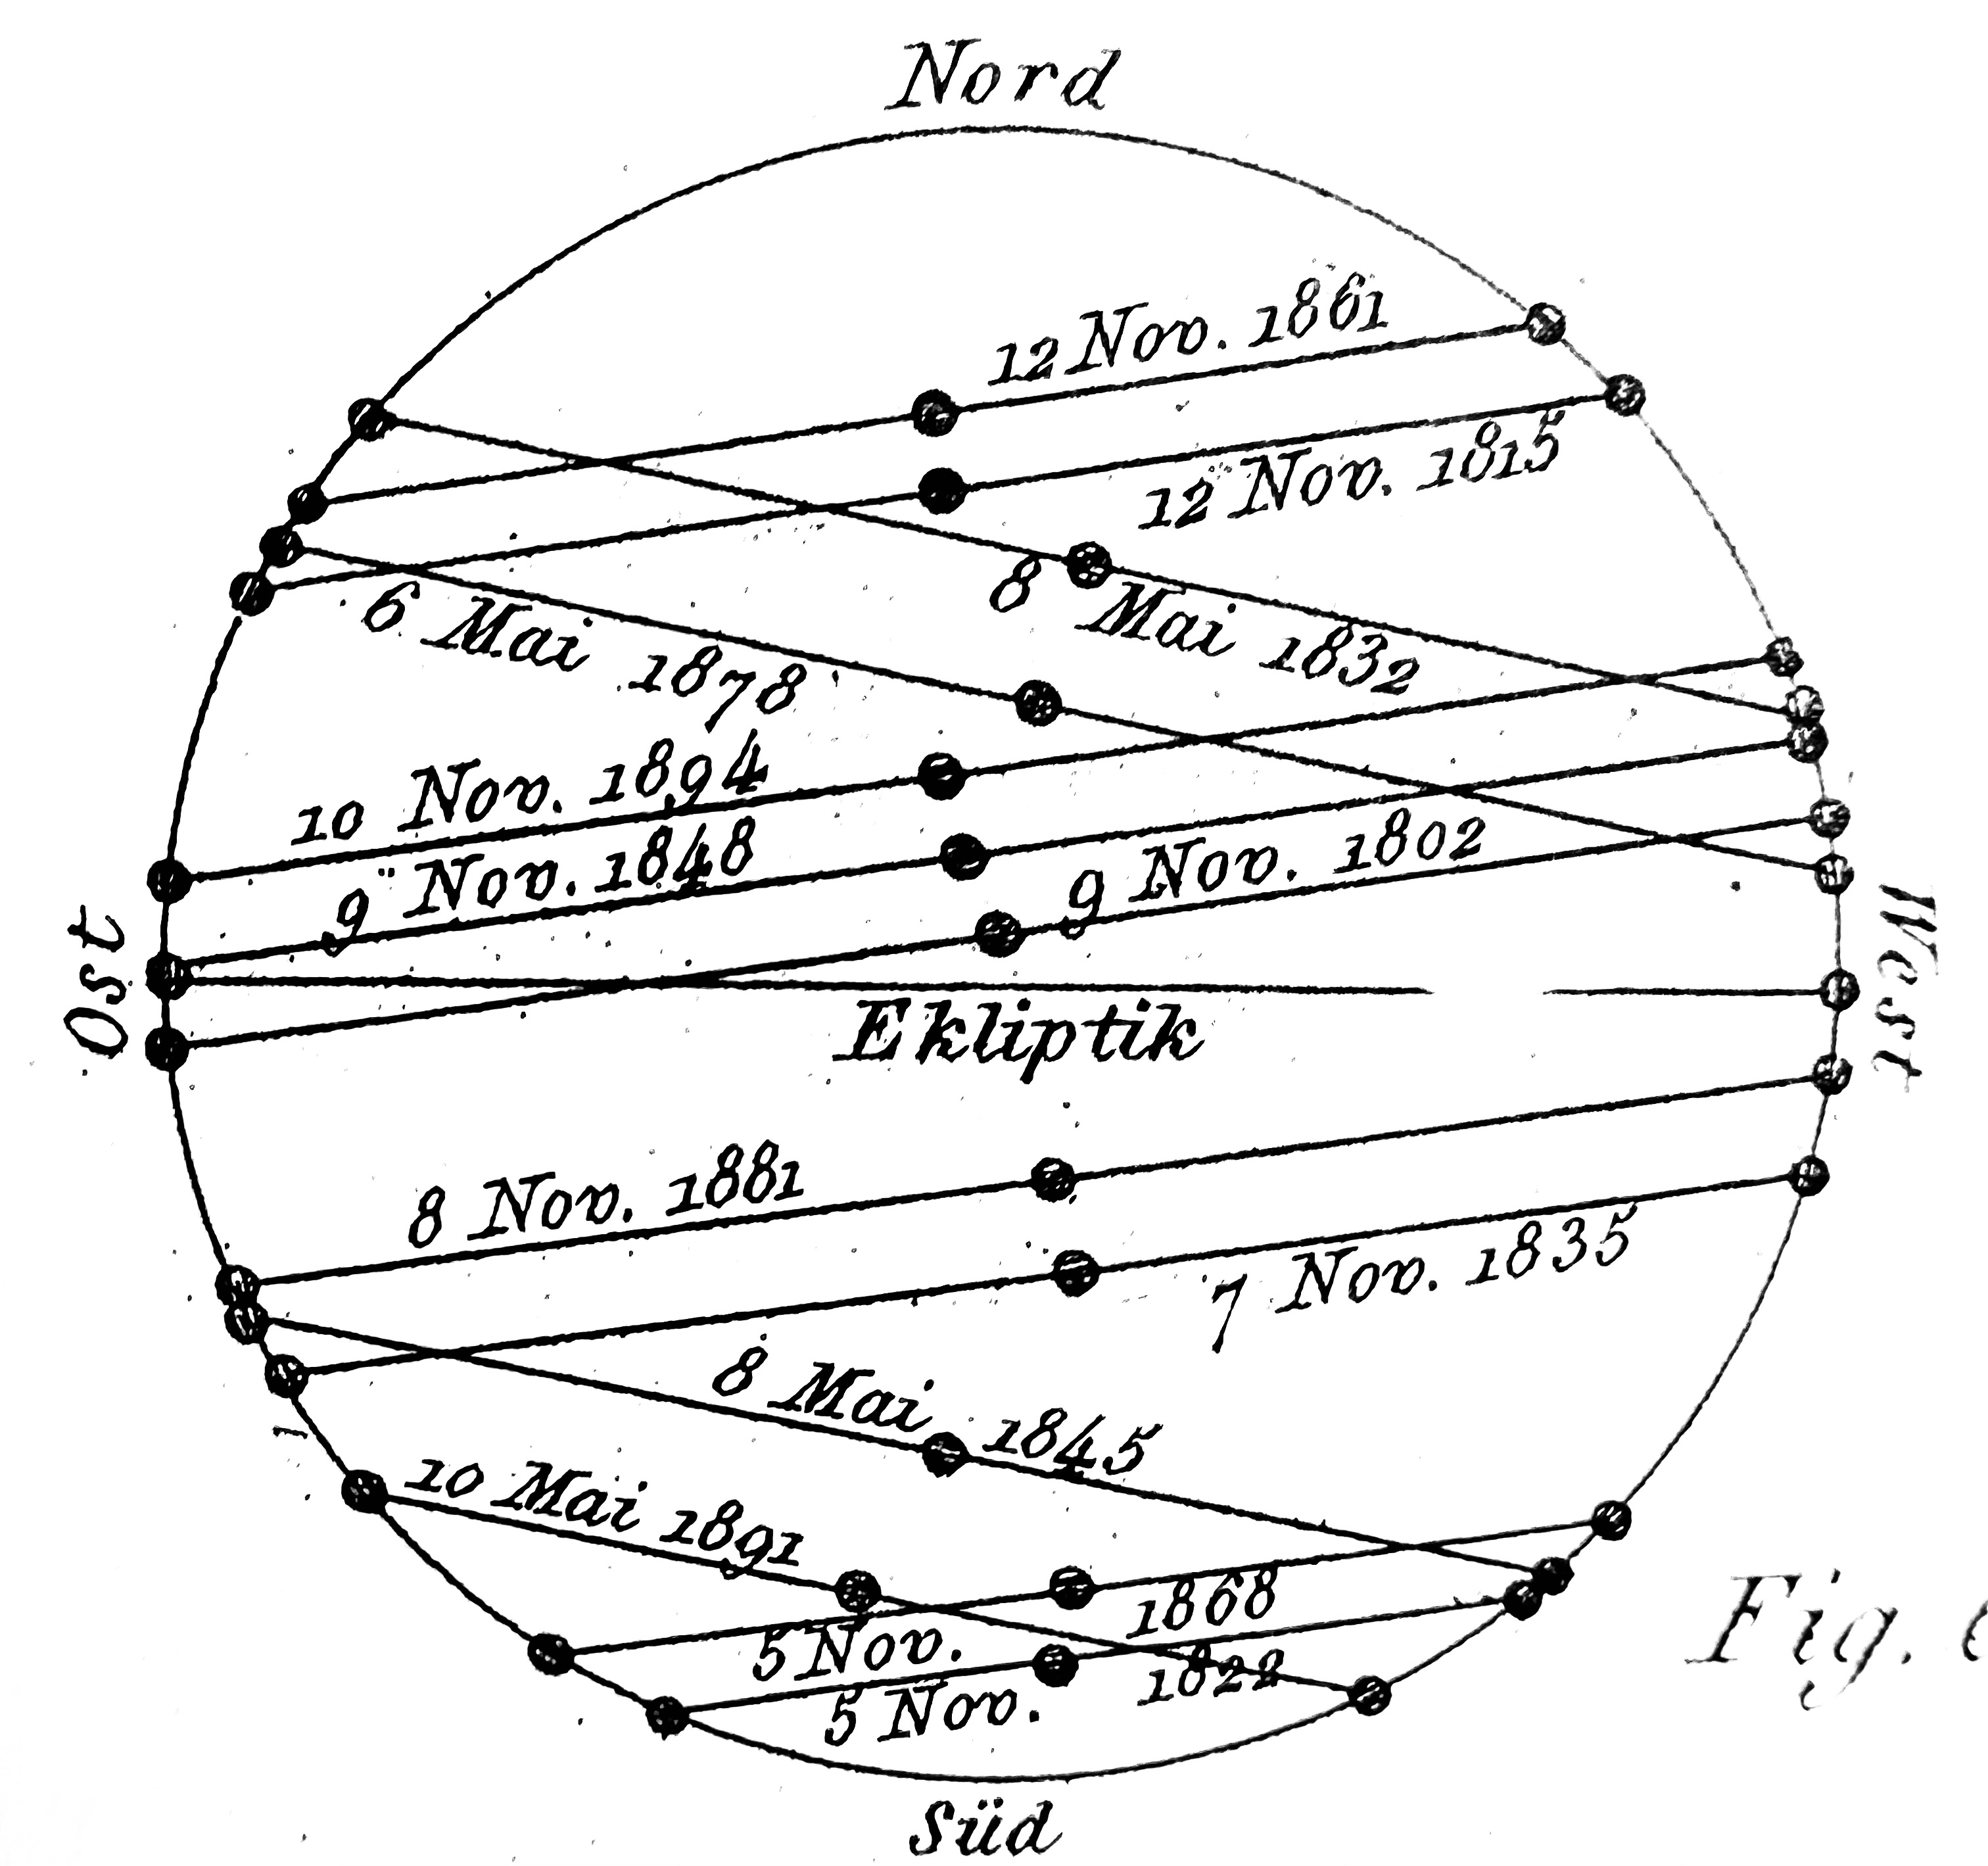 Nord
12 Nov. 1861
12 Nov. 1815
8 Mai 1832
6 Mai 1878
10 Nov. 1894
9 Nov. 1848
9 Nov. 1802
Ost
West
Ekliptik
8 Nov. 1881
7 Nov. 1835
8 Mai 1845
10 Mai 1891
5 Nov. 1868
5 Nov. 1822
Fig.
Süd